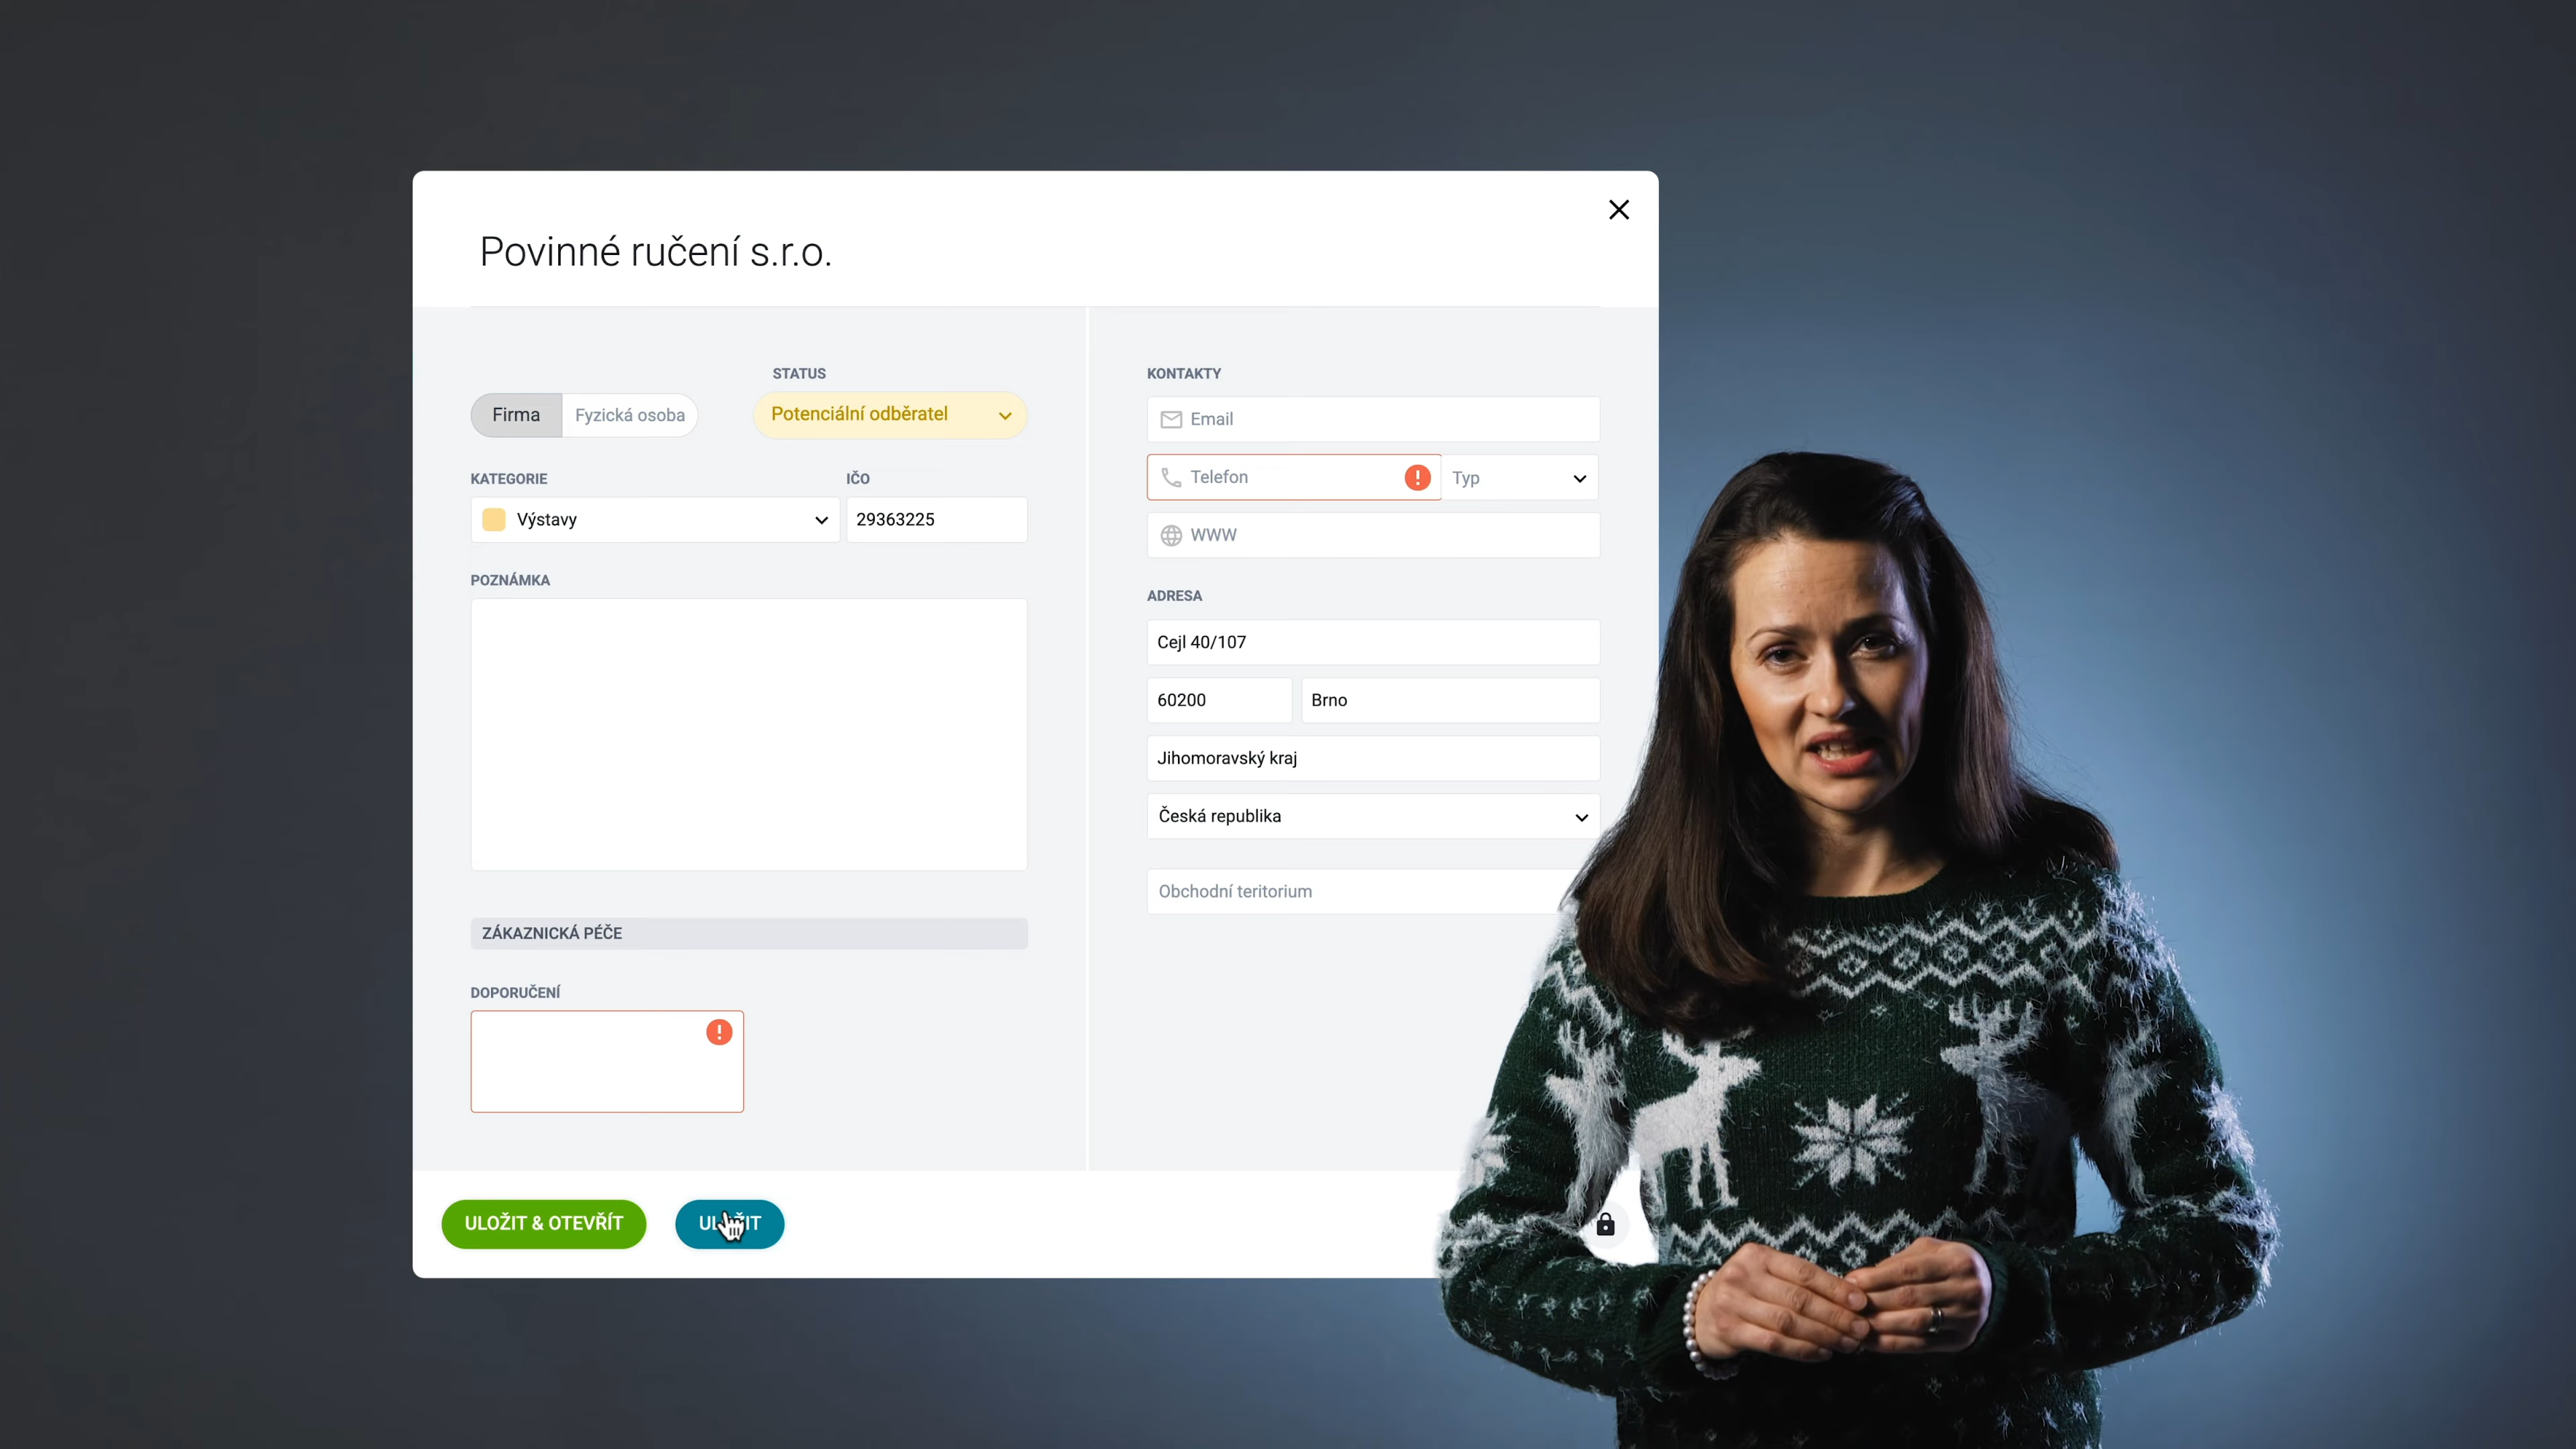 Povinné ručení s.r.o.
STATUS
Firma
Fyzická osoba
Potenciální odběratel
KATEGORIE
IČO
Výstavy
29363225
POZNÁMKA
ZÁKAZNICKÁ PÉČE
DOPORUČENÍ
KONTAKTY
Email
Telefon
Typ
WWW
ADRESA
Cejl 40/107
60200
Brno
Jihomoravský kraj
Česká republika
Obchodní teritorium
ULOŽIT & OTEVŘÍT
ULOŽIT